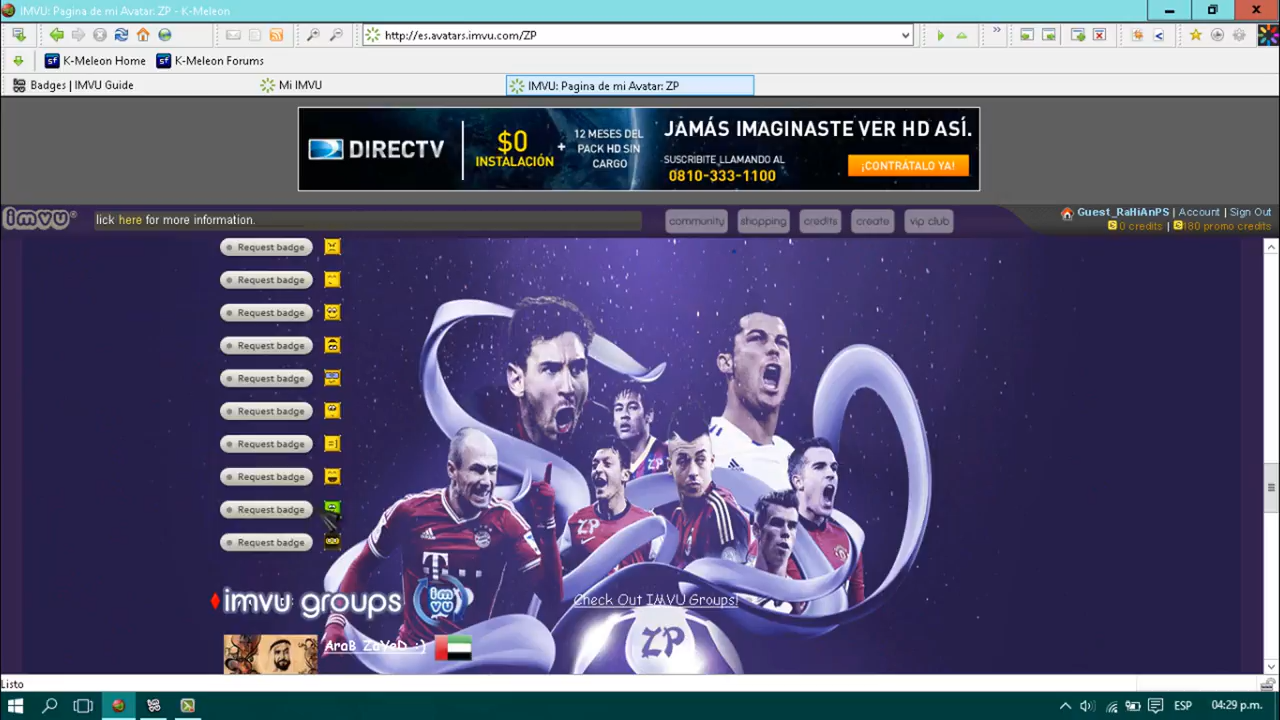 IMVU: Pagina de mi Avatar: ZP - K-Meleon
http://es.avatars.imvu.com/ZP
K-Meleon Home
K-Meleon Forums
Badges | IMVU Guide
Mi IMVU
IMVU: Pagina de mi Avatar: ZP
DIRECTV
$0
INSTALACIÓN
+
12 MESES DEL
PACK HD SIN
CARGO
JAMÁS IMAGINASTE VER HD ASÍ.
SUSCRIBITE LLAMANDO AL
0810-333-1100
¡CONTRÁTALO YA!
imvu
lick here for more information.
community
shopping
credits
create
vip club
Guest_RaHiAnPS | Account | Sign Out
0 credits | 180 promo credits
Request badge
Request badge
Request badge
Request badge
Request badge
Request badge
Request badge
Request badge
Request badge
Request badge
ZP
ZP
T
imvu groups
imvu
Check Out IMVU Groups!
ZP
AraB ZaYeD :)
Listo
ESP
04:29 p.m.